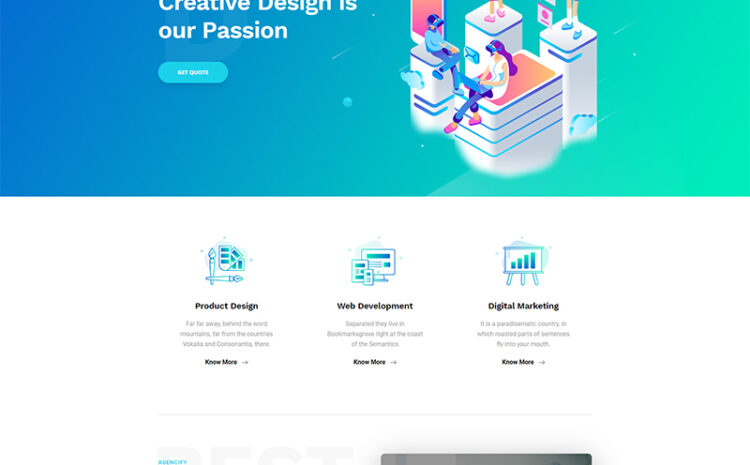 Creative Design is
our Passion
GET QUOTE
Product Design
Far far away, behind the word
mountains, far from the countries
Vokalia and Consonantia, there.
Know More
Web Development
Separated they live in
Bookmarksgrove right at the coast
of the Semantics
Know More
Digital Marketing
It is a paradisematic country, in
which roasted parts of sentences
fly into your mouth.
Know More
BEST
AGENCIFY